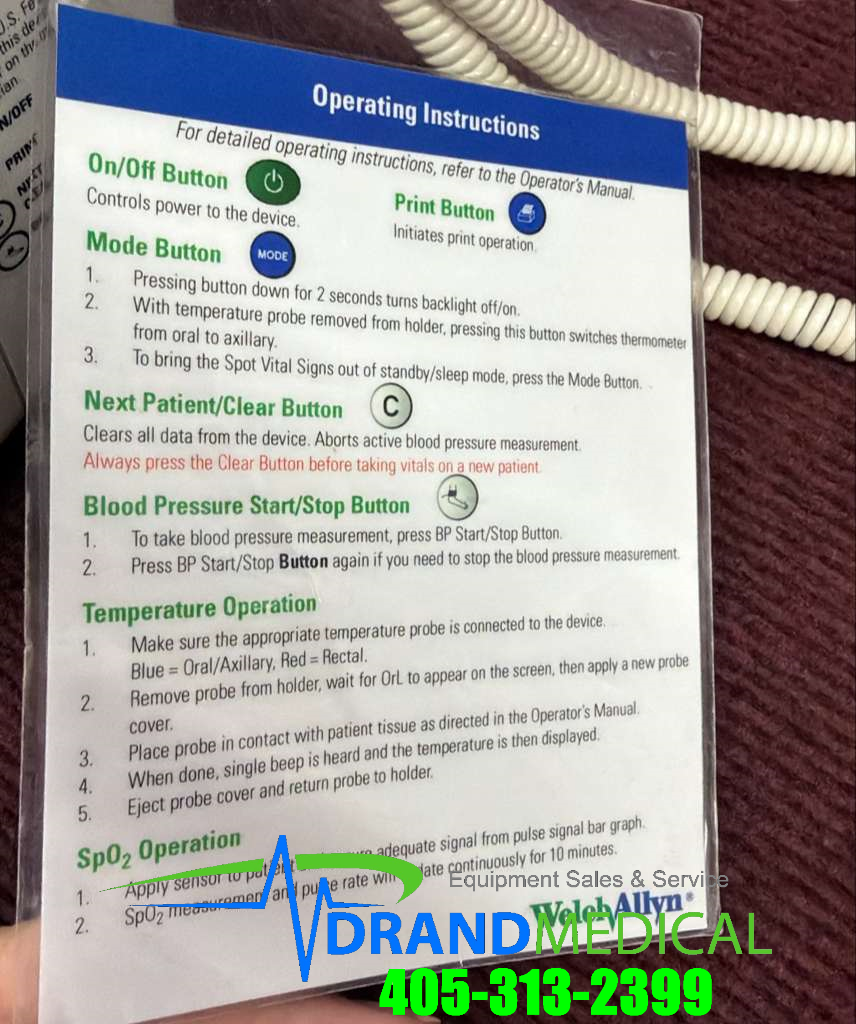 J.S. Fe
this de
on the
ian.
N/OFF
PRIN
Operating Instructions
For detailed operating instructions, refer to the Operator's Manual.
On/Off Button
Controls power to the device.
Print Button
Initiates print operation.
Mode Button
MODE
1. Pressing button down for 2 seconds turns backlight off/on.
2. With temperature probe removed from holder, pressing this button switches thermometer
from oral to axillary.
3. To bring the Spot Vital Signs out of standby/sleep mode, press the Mode Button.
Next Patient/Clear Button C
Clears all data from the device. Aborts active blood pressure measurement.
Always press the Clear Button before taking vitals on a new patient.
Blood Pressure Start/Stop Button
1. To take blood pressure measurement, press BP Start/Stop Button.
2. Press BP Start/Stop Button again if you need to stop the blood pressure measurement.
Temperature Operation
1. Make sure the appropriate temperature probe is connected to the device.
Blue = Oral/Axillary, Red = Rectal.
2. Remove probe from holder, wait for OrL to appear on the screen, then apply a new probe
cover.
3. Place probe in contact with patient tissue as directed in the Operator's Manual.
4. When done, single beep is heard and the temperature is then displayed.
5. Eject probe cover and return probe to holder.
SpO2 Operation
1. Apply sensor to adequate signal from pulse signal bar graph.
2. SpO2 measurement and pulse rate continuously for 10 minutes.
WelchAllyn®
Equipment Sales & Service
DRANDMEDICAL
405-313-2399